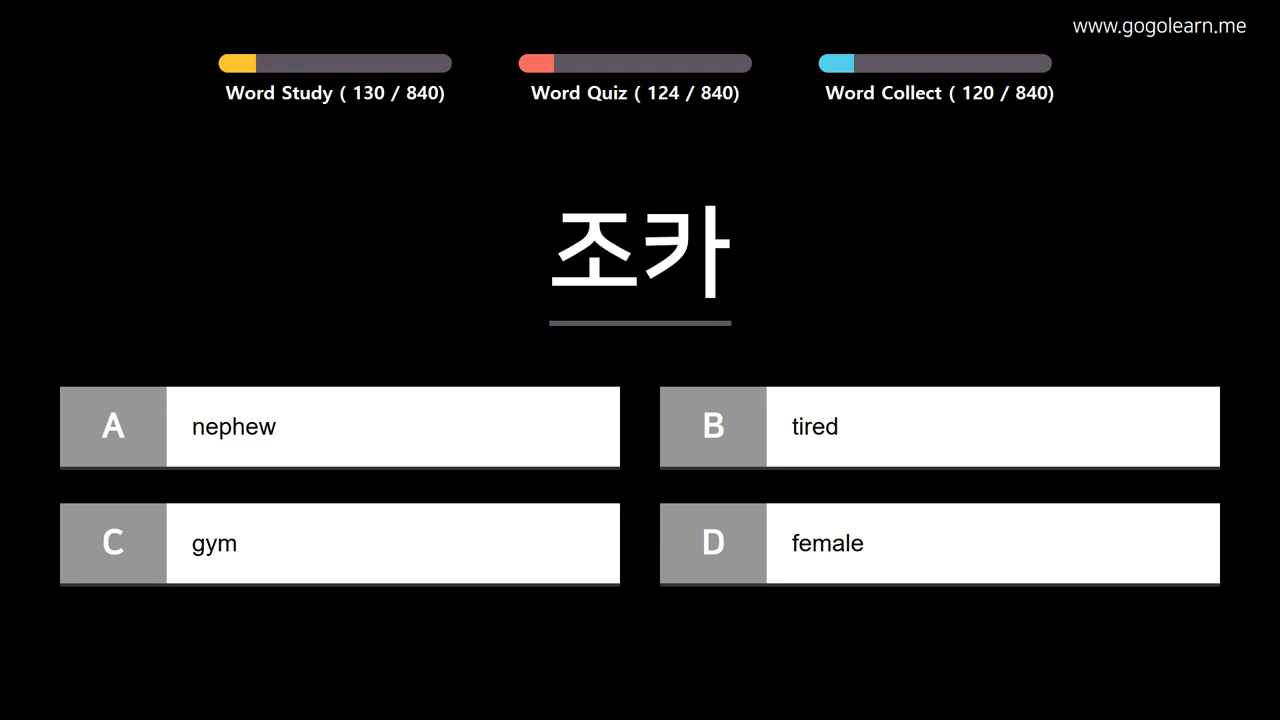 www.gogolearn.me
Word Study ( 130 / 840)
Word Quiz ( 124 / 840)
Word Collect ( 120 / 840)
조카
A nephew
B tired
C gym
D female